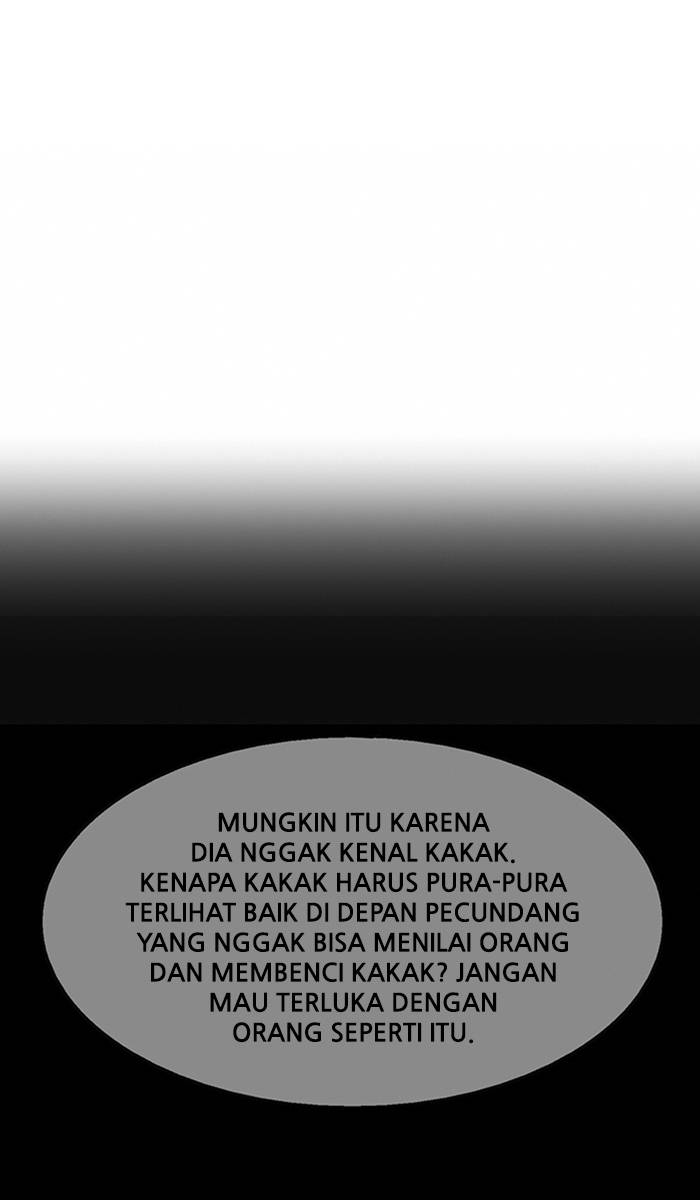 MUNGKIN ITU KARENA
DIA NGGAK KENAL KAKAK.
KENAPA KAKAK HARUS PURA-PURA
TERLIHAT BAIK DI DEPAN PECUNDANG
YANG NGGAK BISA MENILAI ORANG
DAN MEMBENCI KAKAK? JANGAN
MAU TERLUKA DENGAN
ORANG SEPERTI ITU.